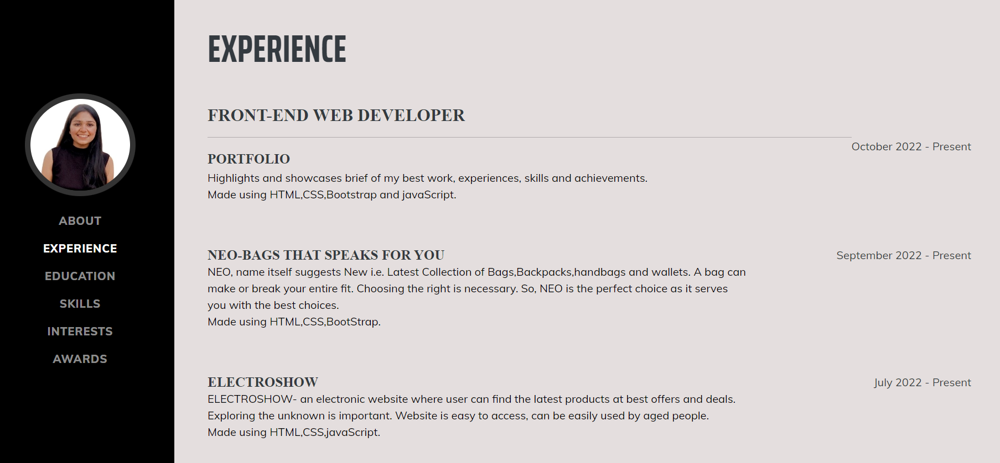 ABOUT
EXPERIENCE
EDUCATION
SKILLS
INTERESTS
AWARDS
EXPERIENCE
FRONT-END WEB DEVELOPER
October 2022 - Present
PORTFOLIO
Highlights and showcases brief of my best work, experiences, skills and achievements.
Made using HTML,CSS,Bootstrap and javaScript.
NEO-BAGS THAT SPEAKS FOR YOU
September 2022 - Present
NEO, name itself suggests New i.e. Latest Collection of Bags,Backpacks,handbags and wallets. A bag can
make or break your entire fit. Choosing the right is necessary. So, NEO is the perfect choice as it serves
you with the best choices.
Made using HTML,CSS,BootStrap.
ELECTROSHOW
July 2022 - Present
ELECTROSHOW- an electronic website where user can find the latest products at best offers and deals.
Exploring the unknown is important. Website is easy to access, can be easily used by aged people.
Made using HTML,CSS,javaScript.